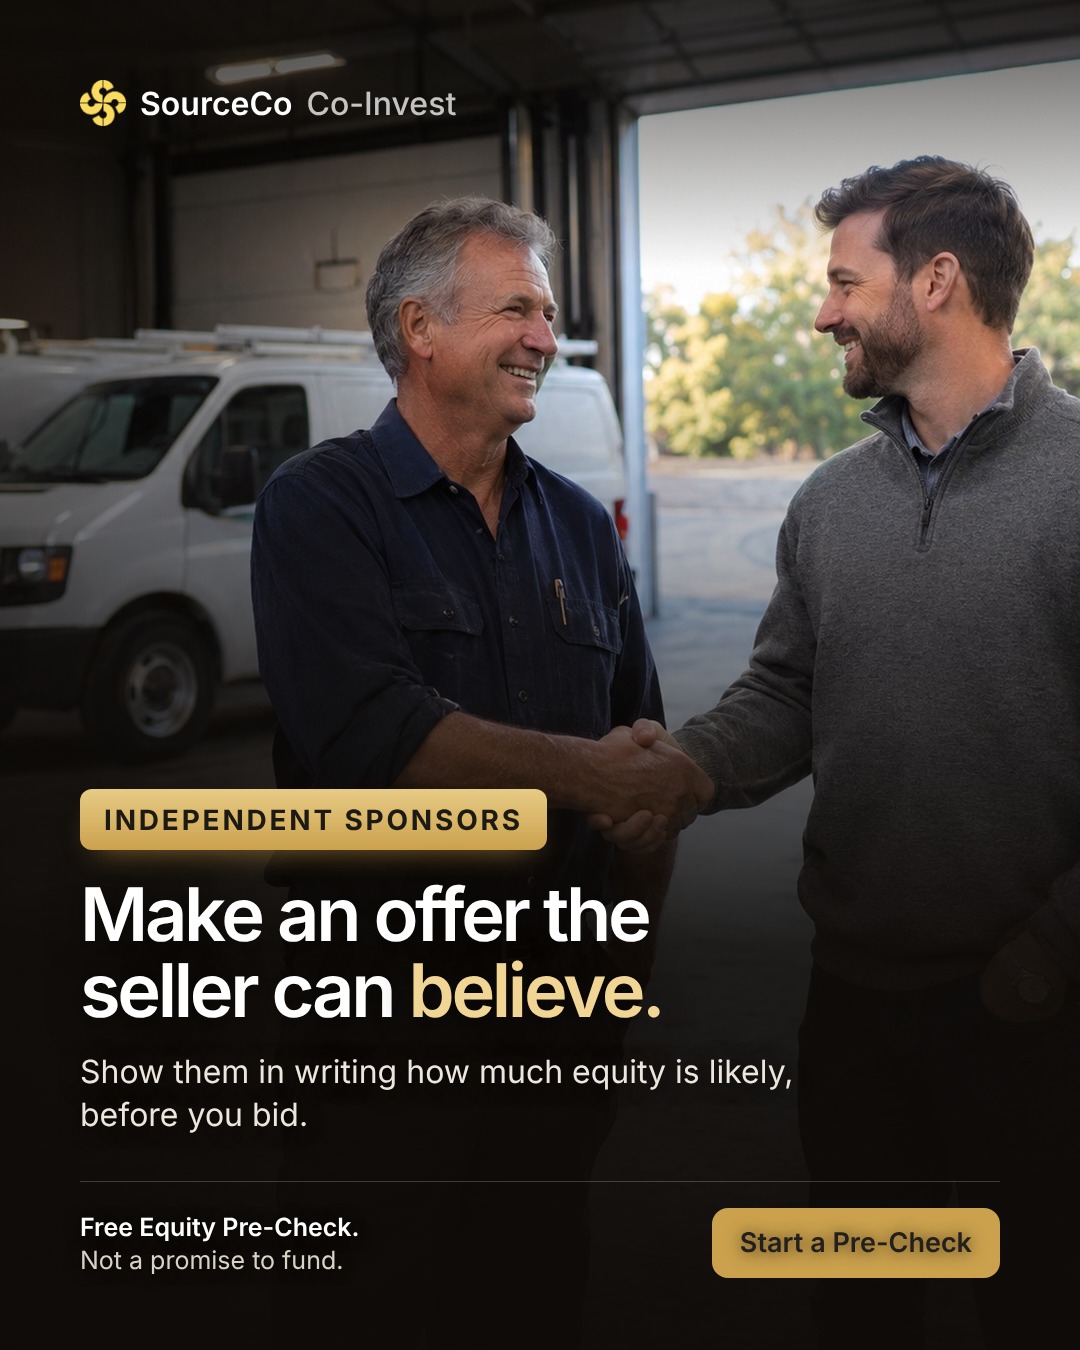 SourceCo Co-Invest
INDEPENDENT SPONSORS
Make an offer the
seller can believe.
Show them in writing how much equity is likely,
before you bid.
Free Equity Pre-Check.
Not a promise to fund.
Start a Pre-Check